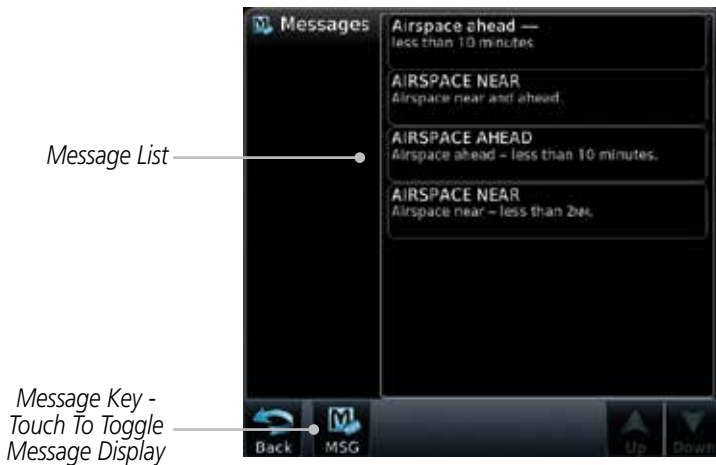 Messages
Airspace ahead —
less than 10 minutes
AIRSPACE NEAR
Airspace near and ahead.
AIRSPACE AHEAD
Airspace ahead – less than 10 minutes.
AIRSPACE NEAR
Airspace near – less than 2NM.
Message List
Message Key -
Touch To Toggle
Message Display
Back
MSG
Up
Down